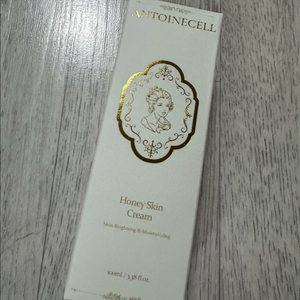 ANTOINECELL
Honey Skin
Cream
Skin Brightening & Moisturizing
100ml / 3.38 fl.oz